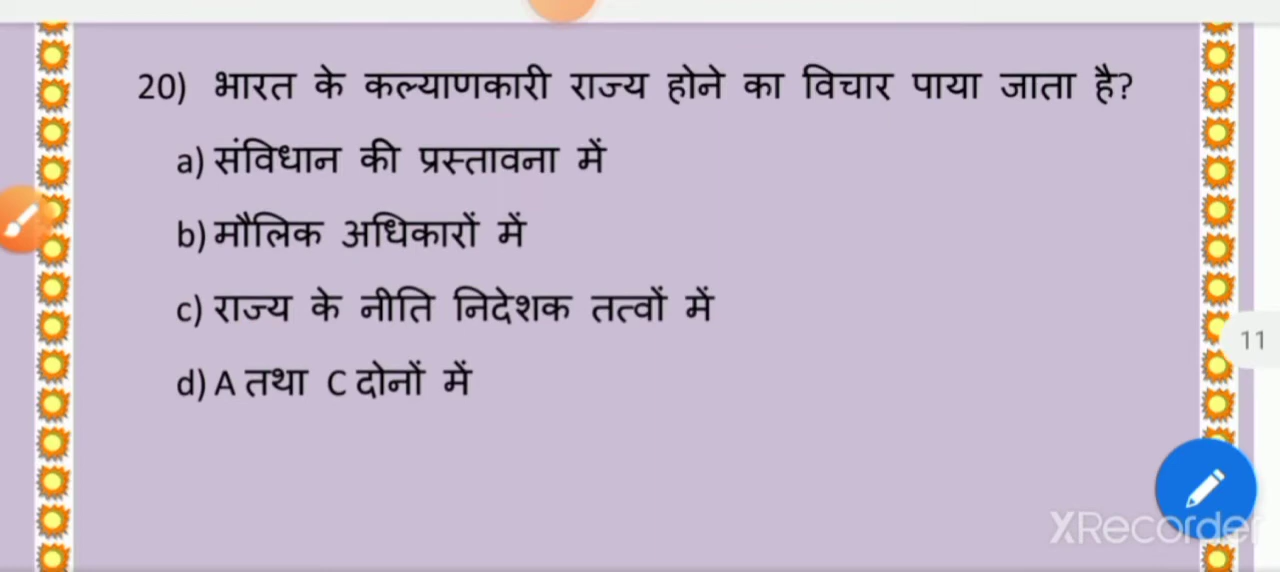 20) भारत के कल्याणकारी राज्य होने का विचार पाया जाता है?
a) संविधान की प्रस्तावना में
b) मौलिक अधिकारों में
c) राज्य के नीति निदेशक तत्वों में
d) A तथा C दोनों में
11
XRecorder